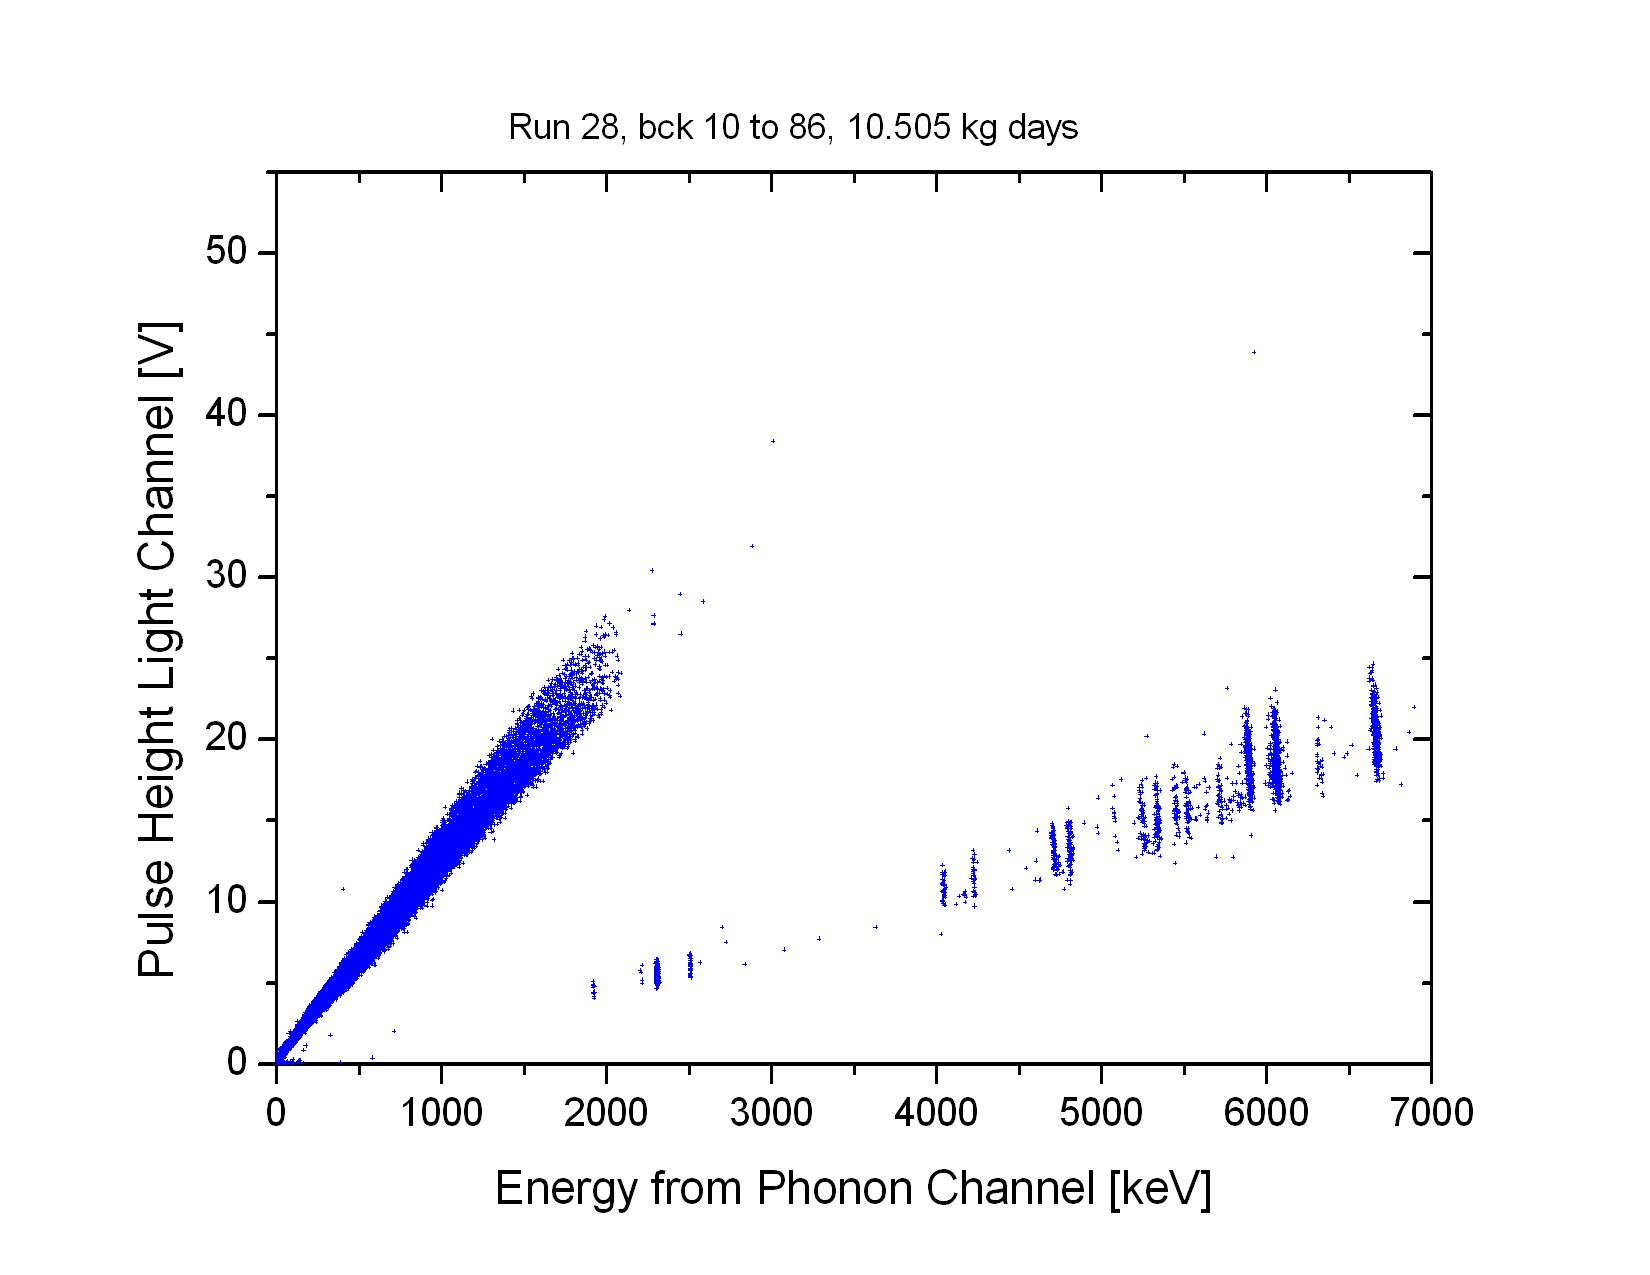 Run 28, bck 10 to 86, 10.505 kg days
Pulse Height Light Channel [V]
50
40
30
20
10
0
0 1000 2000 3000 4000 5000 6000 7000
Energy from Phonon Channel [keV]